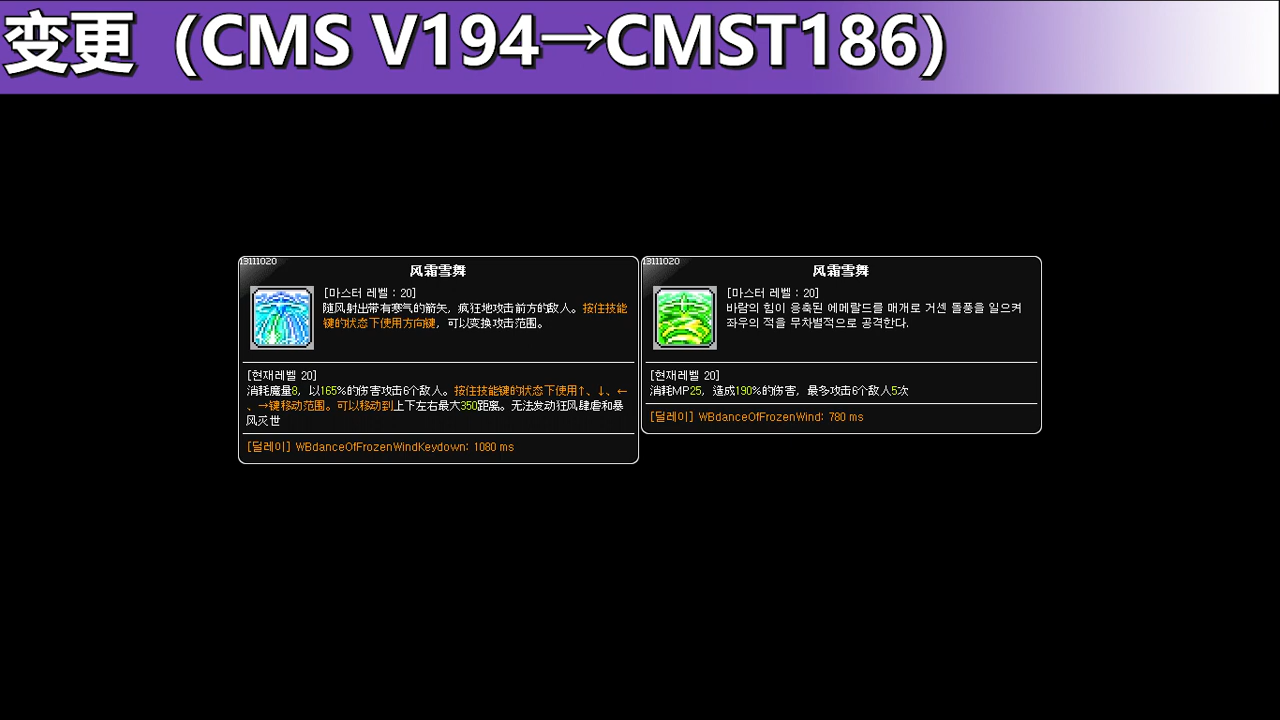 变更（CMS V194→CMST186）
13111020
风霜雪舞
[마스터 레벨 : 20]
随风射出带有寒气的箭矢，疯狂地攻击前方的敌人。按住技能
键的状态下使用方向键，可以变换攻击范围。
[현재레벨 20]
消耗魔量8，以165%的伤害攻击6个敌人。按住技能键的状态下使用↑、↓、←
、→键移动范围。可以移动到上下左右最大350距离。无法发动狂风肆虐和暴
风灭世
[딜레이] WBdanceOfFrozenWindKeydown: 1080 ms
13111020
风霜雪舞
[마스터 레벨 : 20]
바람의 힘이 응축된 에메랄드를 매개로 거센 돌풍을 일으켜
좌우의 적을 무차별적으로 공격한다.
[현재레벨 20]
消耗MP25，造成190%的伤害，最多攻击6个敌人5次
[딜레이] WBdanceOfFrozenWind: 780 ms